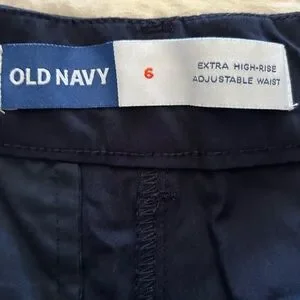 OLD NAVY
6
EXTRA HIGH-RISE
ADJUSTABLE WAIST